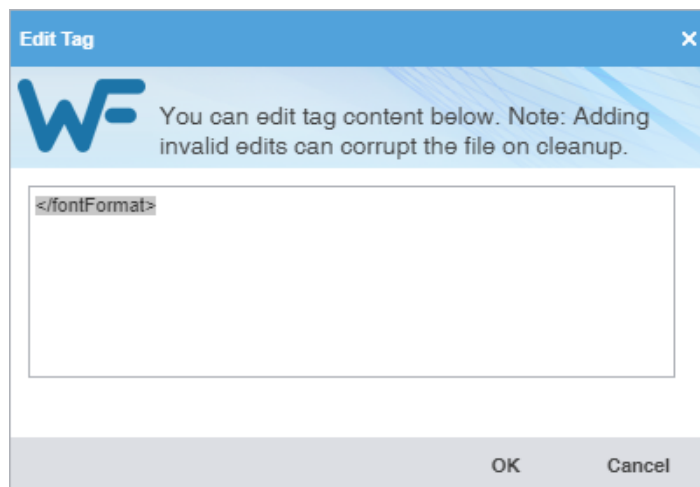 Edit Tag
WF
You can edit tag content below. Note: Adding
invalid edits can corrupt the file on cleanup.
</fontFormat>
OK Cancel